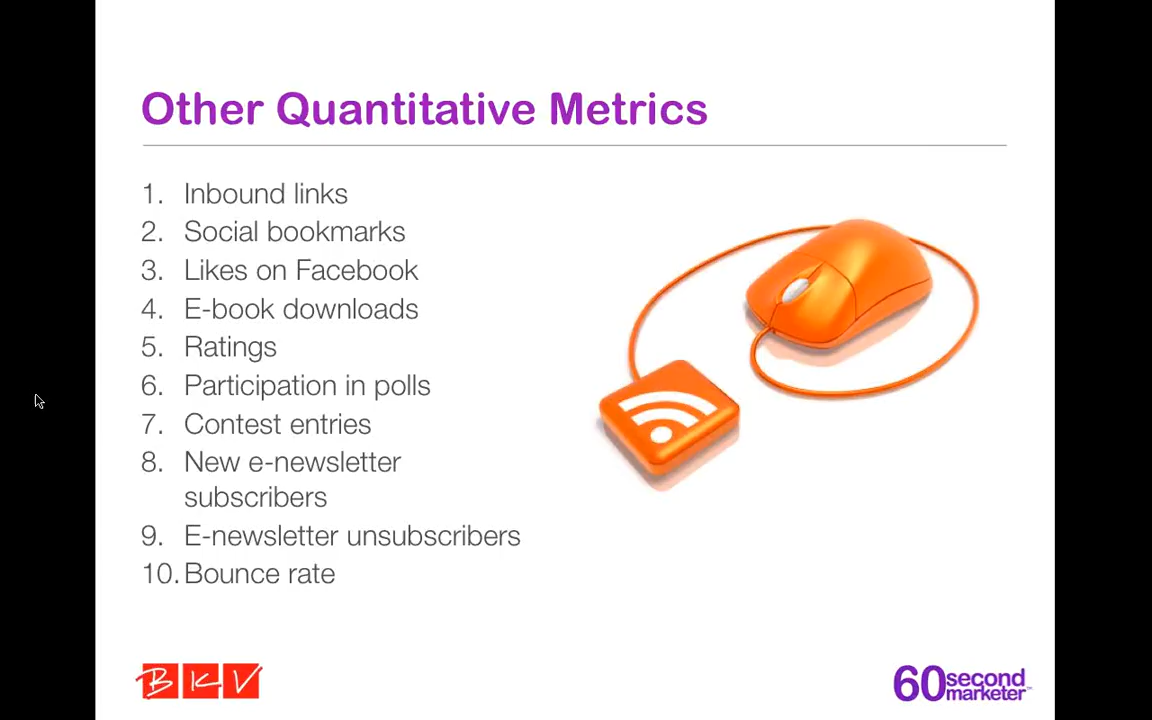 Other Quantitative Metrics
1. Inbound links
2. Social bookmarks
3. Likes on Facebook
4. E-book downloads
5. Ratings
6. Participation in polls
7. Contest entries
8. New e-newsletter
subscribers
9. E-newsletter unsubscribers
10. Bounce rate
BKV
60 second
marketer™